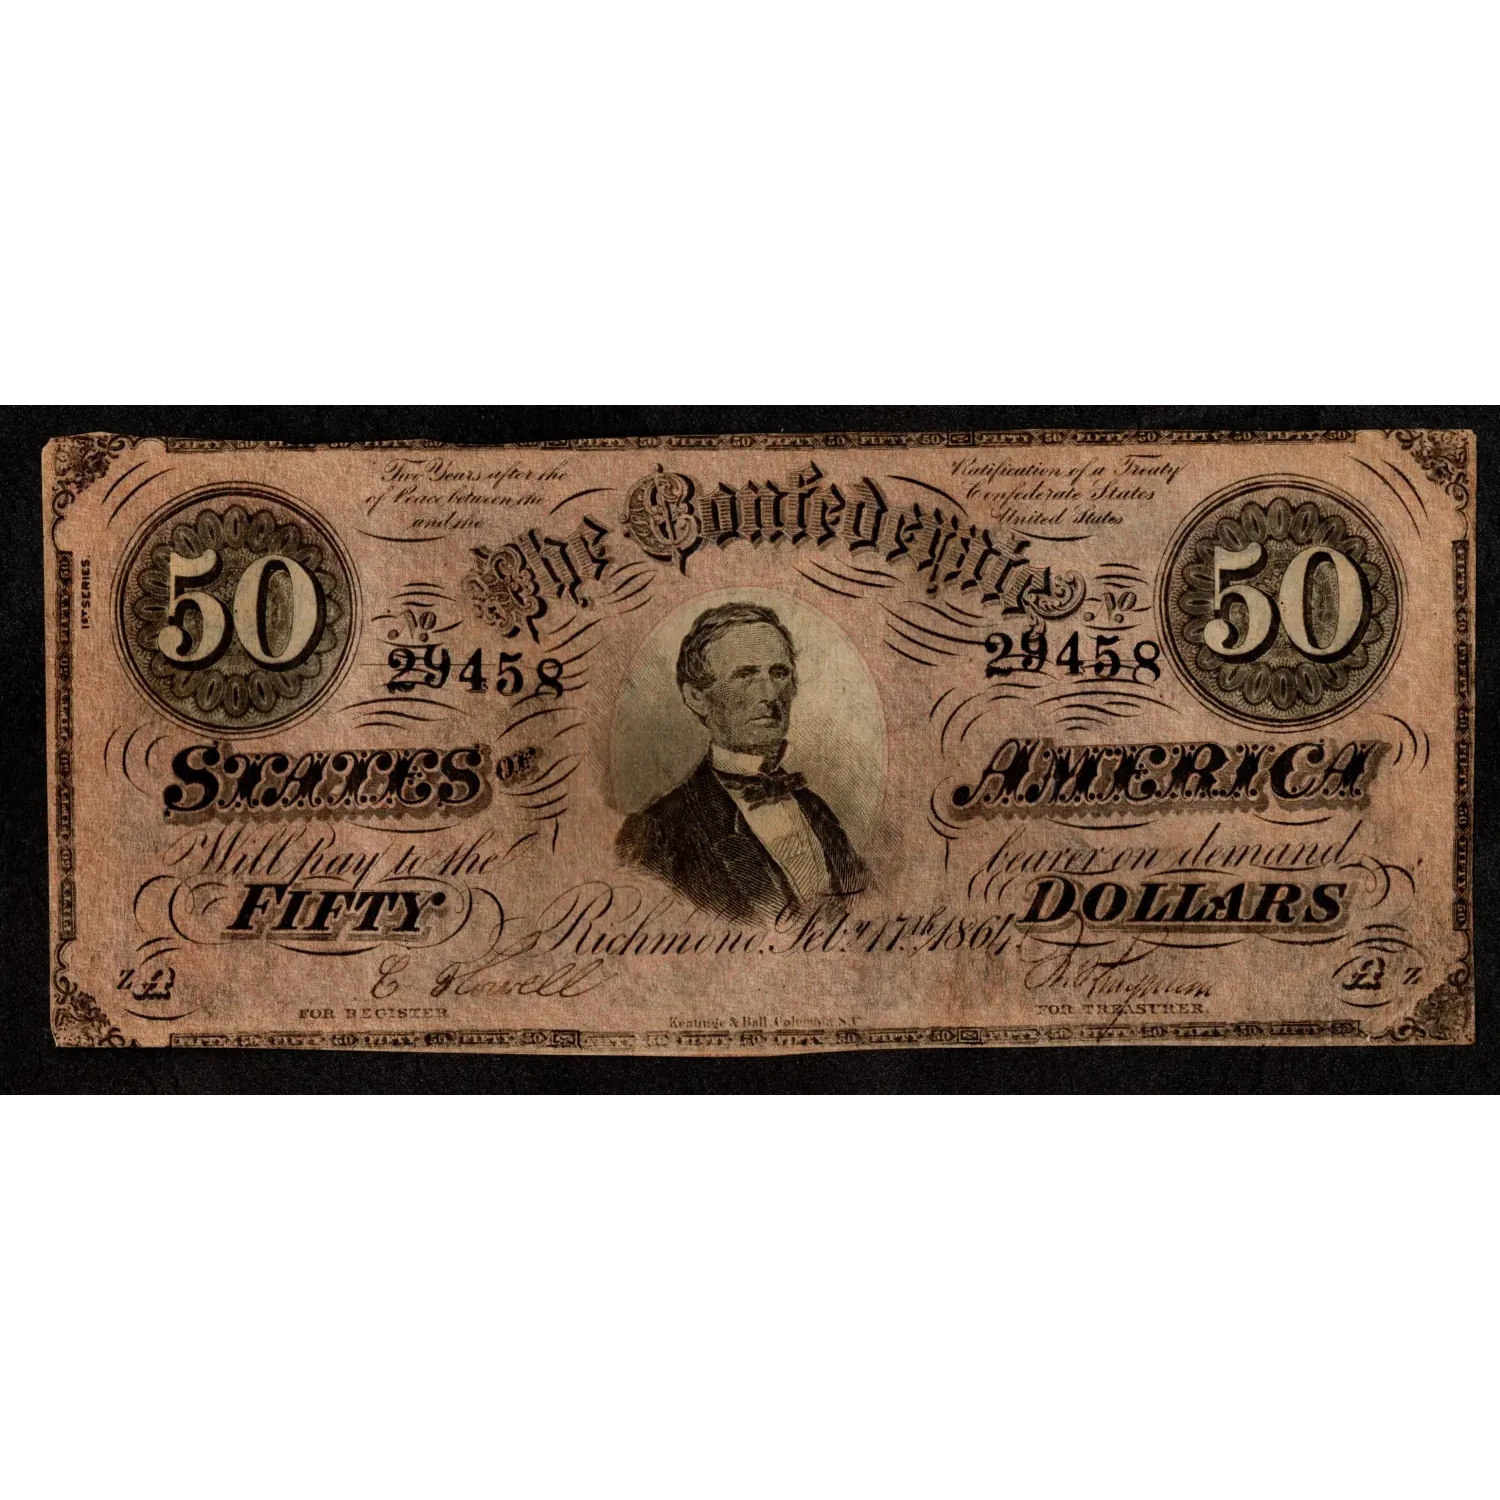 Two Years after the
Ratification of a Treaty
of Peace between the
Confederate States
and the
United States
The Confederate
50
50
1ST SERIES.
No
29458
No
29458
STATES OF
AMERICA
Will pay to the
bearer on demand
FIFTY
DOLLARS
Richmond, Feby 17th, 1864
Z A
A Z
FOR REGISTER
FOR TREASURER.
Keatinge & Ball, Columbia S.C.